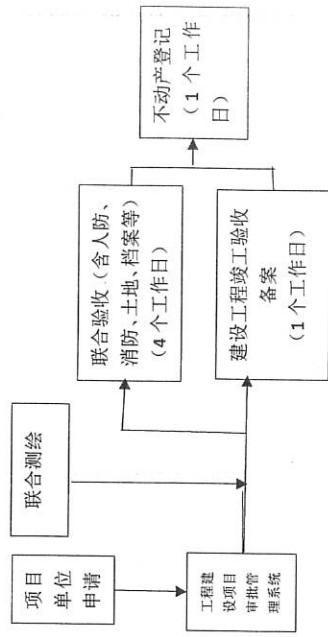 项目
单位
申请
联合测绘
工程建
设项目
审批管
理系统
联合验收（含人防、
消防、土地、档案等）
（4个工作日）
建设工程竣工验收
备案
（1个工作日）
不动产登记
（1个工作
日）